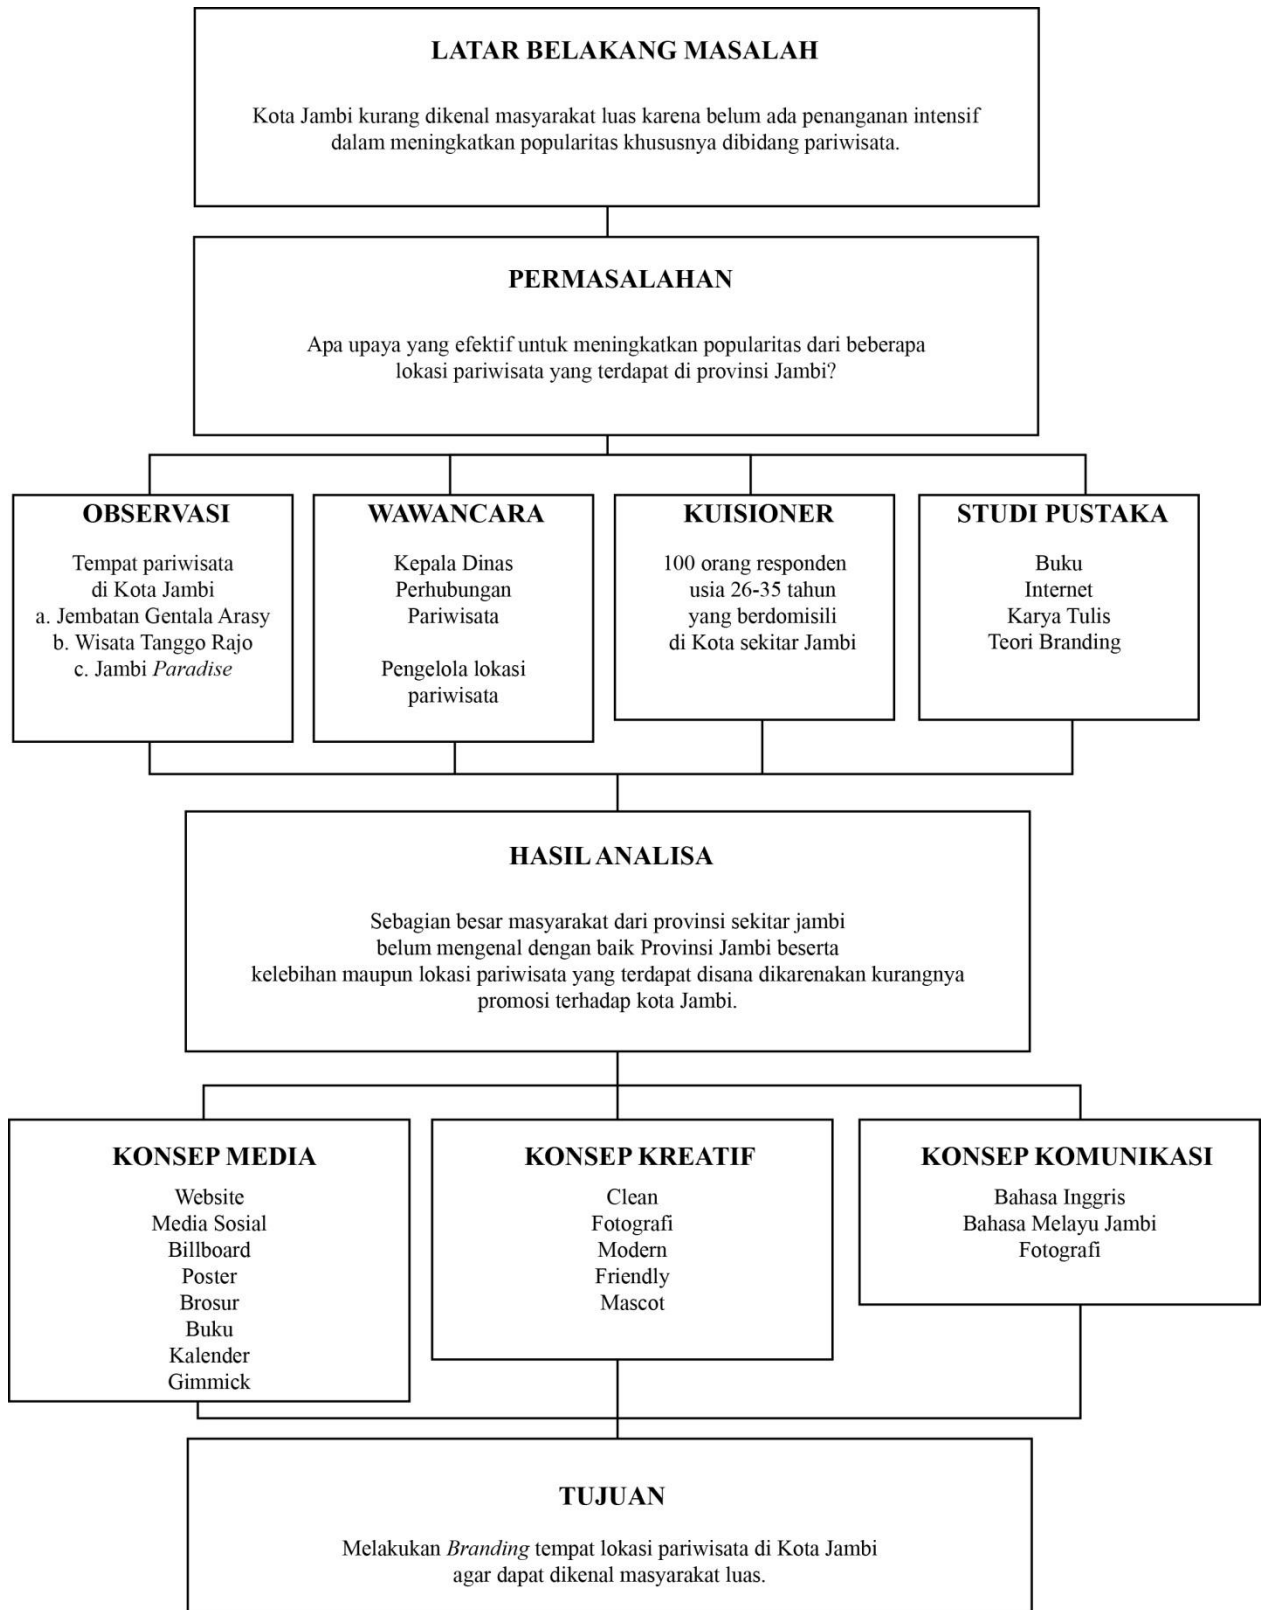 LATAR BELAKANG MASALAH
Kota Jambi kurang dikenal masyarakat luas karena belum ada penanganan intensif
dalam meningkatkan popularitas khususnya dibidang pariwisata.
PERMASALAHAN
Apa upaya yang efektif untuk meningkatkan popularitas dari beberapa
lokasi pariwisata yang terdapat di provinsi Jambi?
OBSERVASI
Tempat pariwisata
di Kota Jambi
a. Jembatan Gentala Arasy
b. Wisata Tanggo Rajo
c. Jambi Paradise
WAWANCARA
Kepala Dinas
Perhubungan
Pariwisata
Pengelola lokasi
pariwisata
KUISIONER
100 orang responden
usia 26-35 tahun
yang berdomisili
di Kota sekitar Jambi
STUDI PUSTAKA
Buku
Internet
Karya Tulis
Teori Branding
HASIL ANALISA
Sebagian besar masyarakat dari provinsi sekitar jambi
belum mengenal dengan baik Provinsi Jambi beserta
kelebihan maupun lokasi pariwisata yang terdapat disana dikarenakan kurangnya
promosi terhadap kota Jambi.
KONSEP MEDIA
Website
Media Sosial
Billboard
Poster
Brosur
Buku
Kalender
Gimmick
KONSEP KREATIF
Clean
Fotografi
Modern
Friendly
Mascot
KONSEP KOMUNIKASI
Bahasa Inggris
Bahasa Melayu Jambi
Fotografi
TUJUAN
Melakukan Branding tempat lokasi pariwisata di Kota Jambi
agar dapat dikenal masyarakat luas.